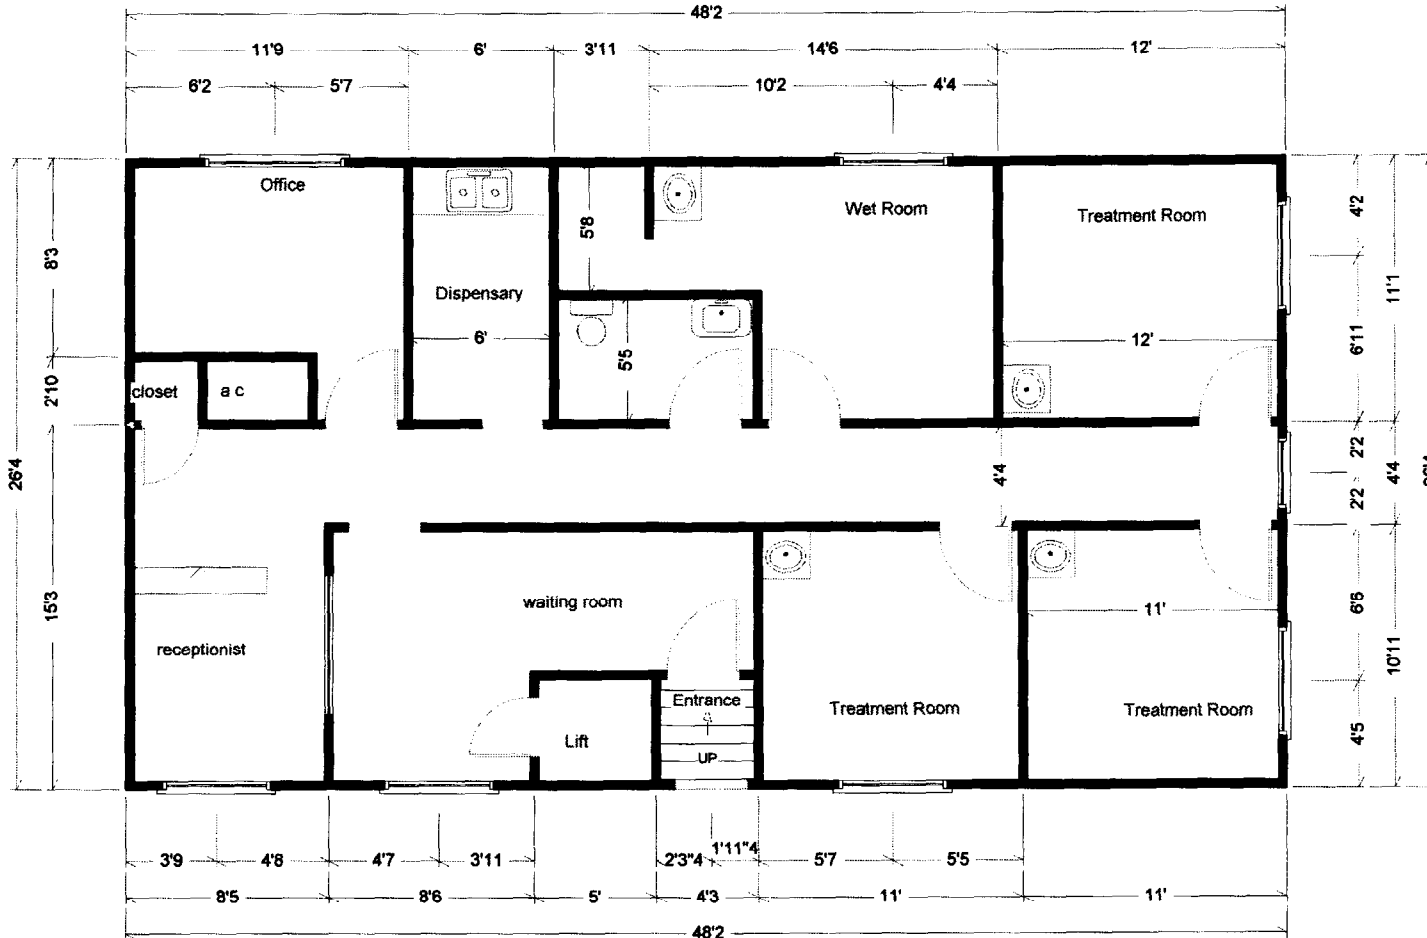 48'2
11'9 6' 3'11 14'6 12'
6'2 5'7 10'2 4'4
Office
Wet Room
Treatment Room
4'2
5'8
8'3
11'1
Dispensary
6'
12'
6'11
5'5
2'10
closet
a c
26'4
2'2
4'4
4'4
2'2
15'3
waiting room
11'
6'6
receptionist
10'11
Entrance
Treatment Room
Treatment Room
4'5
Lift
UP
1'11"4
3'9 4'8 4'7 3'11 2'3"4 5'7 5'5
8'5 8'6 5' 4'3 11' 11'
48'2